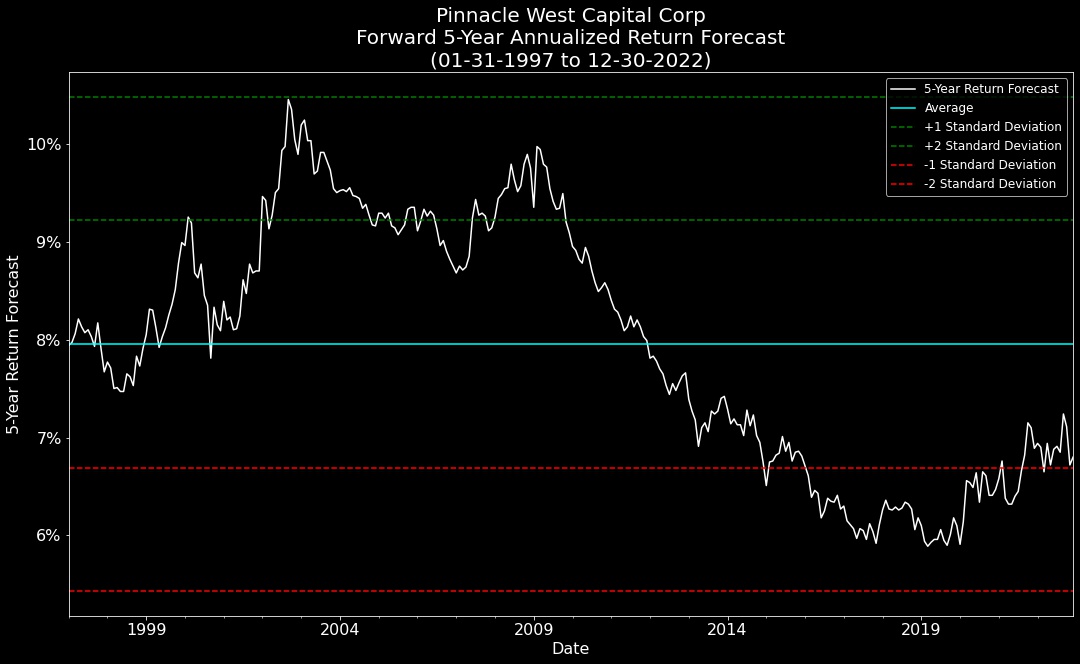 Pinnacle West Capital Corp
Forward 5-Year Annualized Return Forecast
(01-31-1997 to 12-30-2022)
5-Year Return Forecast
Average
+1 Standard Deviation
+2 Standard Deviation
-1 Standard Deviation
-2 Standard Deviation
5-Year Return Forecast
10%
9%
8%
7%
6%
1999
2004
2009
2014
2019
Date